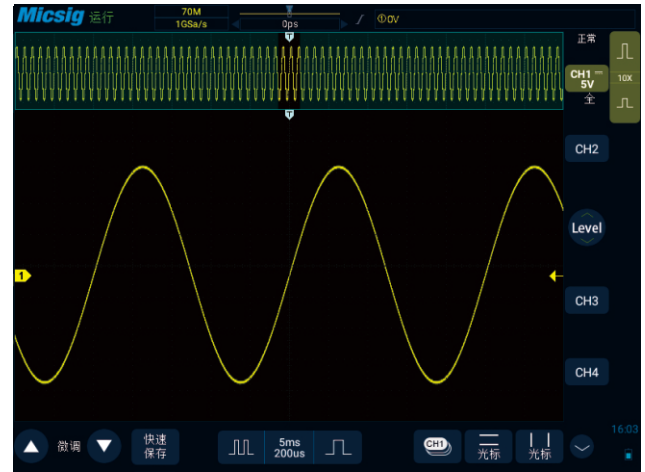 Micsig 运行
70M
1GSa/s
0ps
①0V
T
正常
CH1
5V
全
10X
T
CH2
Level
1
CH3
CH4
微调
快速
保存
5ms
200us
CH1
光标
光标
16:03